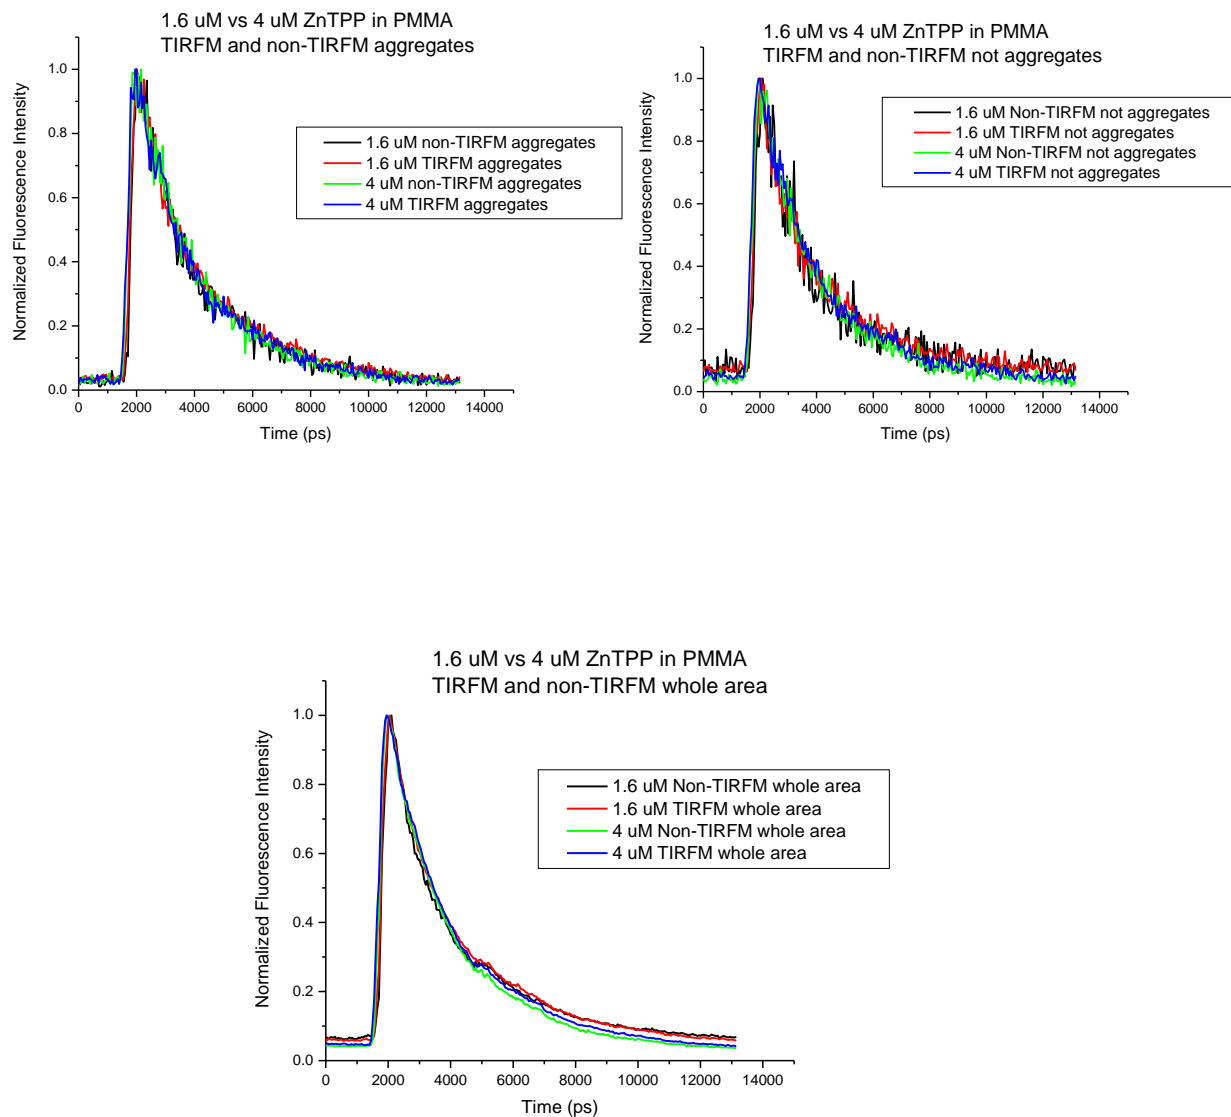 1.6 uM vs 4 uM ZnTPP in PMMA
TIRFM and non-TIRFM aggregates
1.0
0.8
0.6
0.4
0.2
0.0
Normalized Fluorescence Intensity
1.6 uM non-TIRFM aggregates
1.6 uM TIRFM aggregates
4 uM non-TIRFM aggregates
4 uM TIRFM aggregates
0 2000 4000 6000 8000 10000 12000 14000
Time (ps)
1.6 uM vs 4 uM ZnTPP in PMMA
TIRFM and non-TIRFM not aggregates
1.0
0.8
0.6
0.4
0.2
0.0
Normalized Fluorescence Intensity
1.6 uM Non-TIRFM not aggregates
1.6 uM TIRFM not aggregates
4 uM Non-TIRFM not aggregates
4 uM TIRFM not aggregates
0 2000 4000 6000 8000 10000 12000 14000
Time (ps)
1.6 uM vs 4 uM ZnTPP in PMMA
TIRFM and non-TIRFM whole area
1.0
0.8
0.6
0.4
0.2
0.0
Normalized Fluorescence Intensity
1.6 uM Non-TIRFM whole area
1.6 uM TIRFM whole area
4 uM Non-TIRFM whole area
4 uM TIRFM whole area
0 2000 4000 6000 8000 10000 12000 14000
Time (ps)